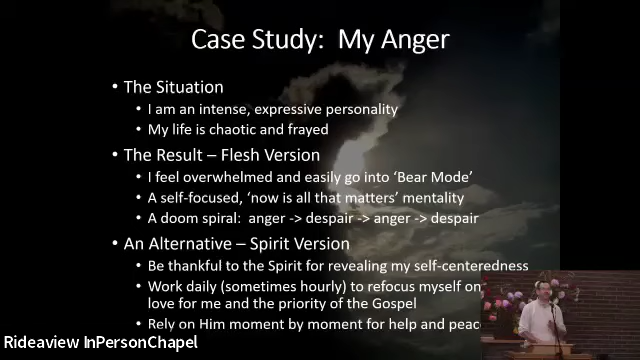 Case Study:  My Anger
• The Situation
• I am an intense, expressive personality
• My life is chaotic and frayed
• The Result – Flesh Version
• I feel overwhelmed and easily go into ‘Bear Mode’
• A self-focused, ‘now is all that matters’ mentality
• A doom spiral:  anger -> despair -> anger -> despair
• An Alternative – Spirit Version
• Be thankful to the Spirit for revealing my self-centeredness
• Work daily (sometimes hourly) to refocus myself on
love for me and the priority of the Gospel
• Rely on Him moment by moment for help and peac
Rideaview InPersonChapel